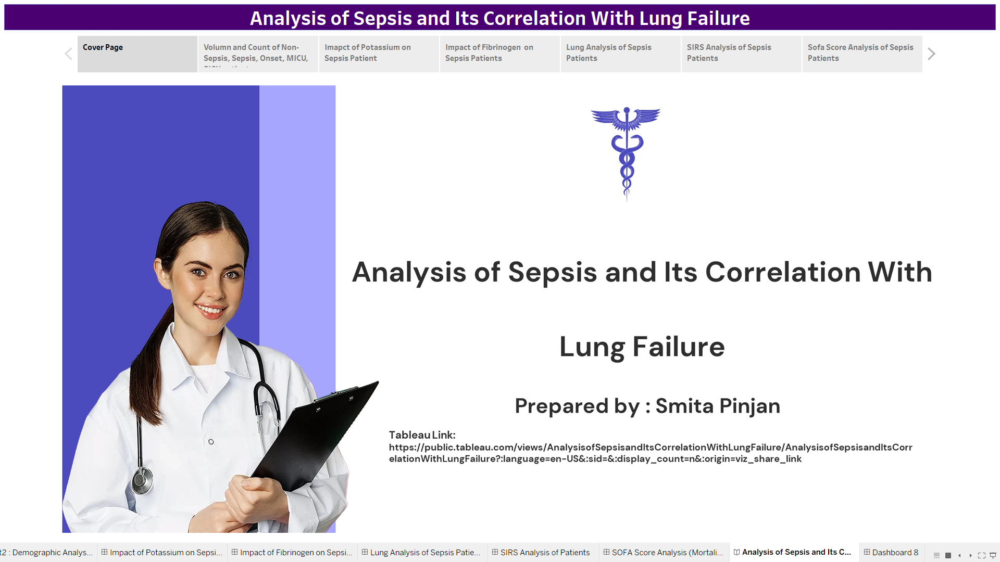 Analysis of Sepsis and Its Correlation With Lung Failure
Cover Page
Volumn and Count of Non-
Sepsis, Sepsis, Onset, MICU,
Imapct of Potassium on
Sepsis Patient
Impact of Fibrinogen on
Sepsis Patients
Lung Analysis of Sepsis
Patients
SIRS Analysis of Sepsis
Patients
Sofa Score Analysis of Sepsis
Patients
Analysis of Sepsis and Its Correlation With
Lung Failure
Prepared by : Smita Pinjan
Tableau Link:
https://public.tableau.com/views/AnalysisofSepsisandItsCorrelationWithLungFailure/AnalysisofSepsisandItsCorr
elationWithLungFailure?:language=en-US&:sid=&:display_count=n&:origin=viz_share_link
t2 : Demographic Analys...
Impact of Potassium on Sepsi...
Impact of Fibrinogen on Sepsi...
Lung Analysis of Sepsis Patie...
SIRS Analysis of Patients
SOFA Score Analysis (Mortali...
Analysis of Sepsis and Its C...
Dashboard 8